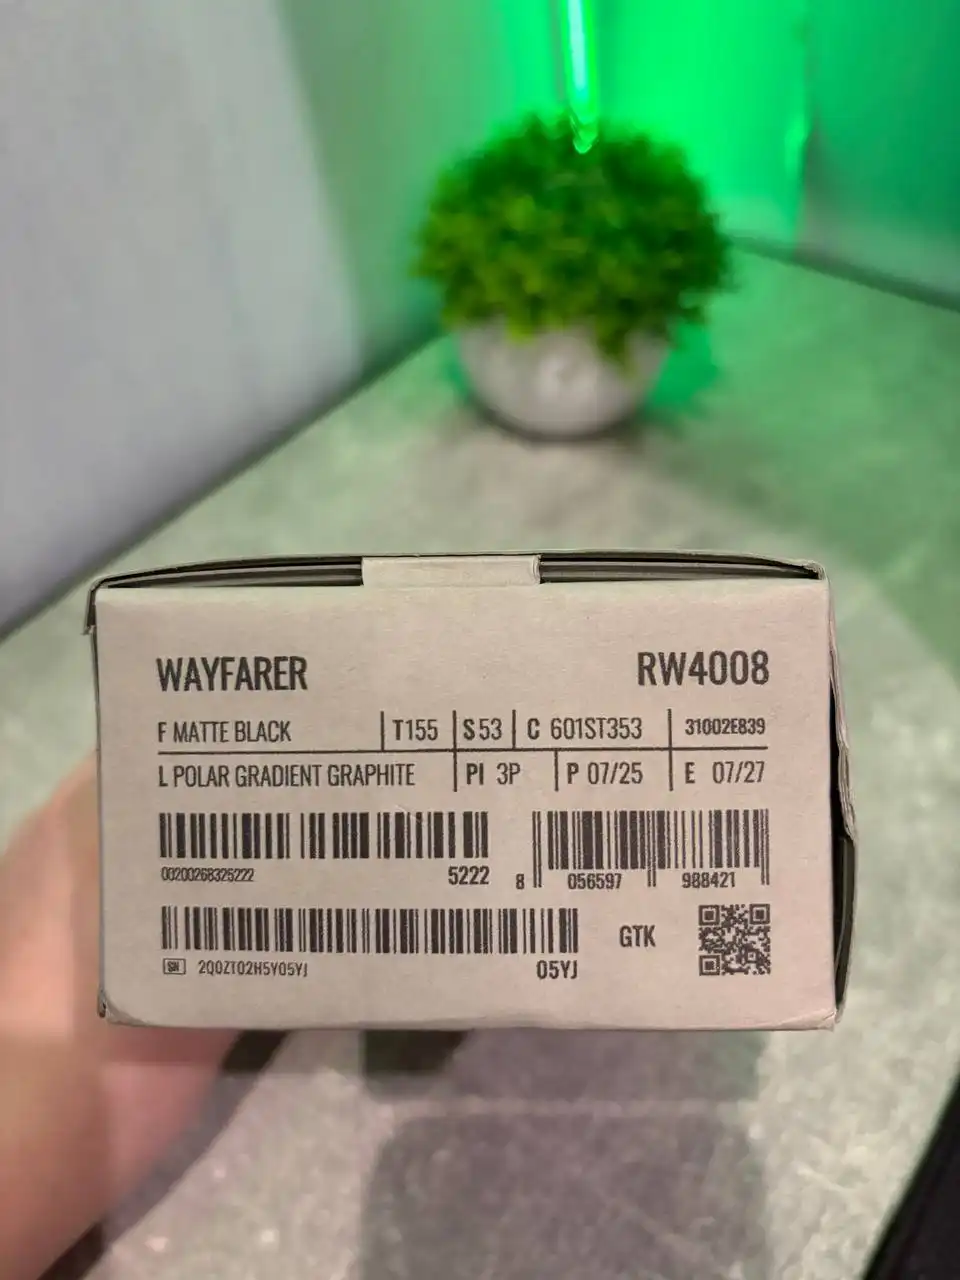 WAYFARER RW4008
F MATTE BLACK T155 S 53 C 601ST353 31002E839
L POLAR GRADIENT GRAPHITE PI 3P P 07/25 E 07/27
00200268325222 5222 8 056597 988421
SN 2Q0ZT02H5Y05YJ 05YJ GTK